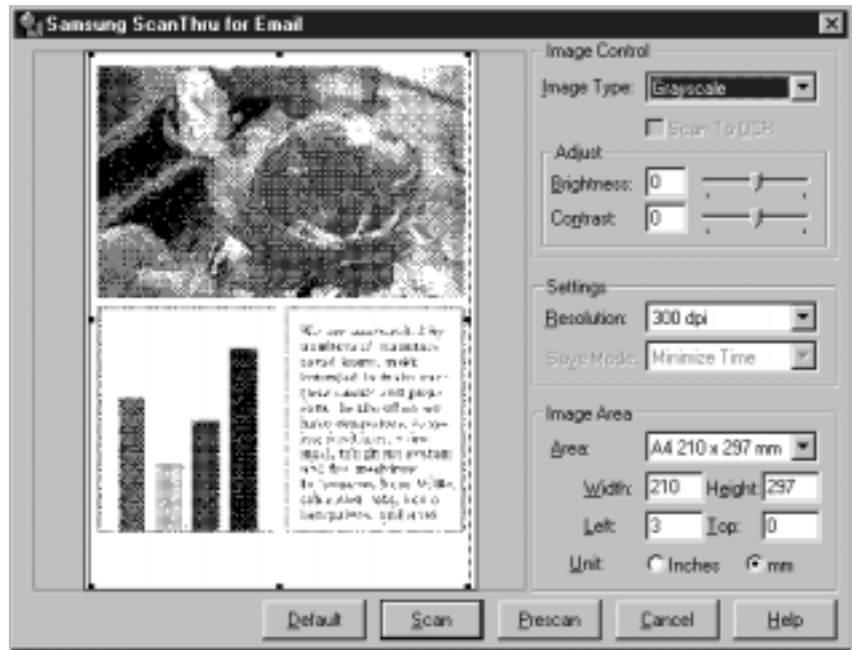 Samsung ScanThru for Email
Image Control
Image Type: Grayscale
Scan To OCR
Adjust
Brightness: 0
Contrast: 0
Settings
Resolution: 300 dpi
Save Mode: Minimize Time
Image Area
Area: A4 210 x 297 mm
Width: 210 Height: 297
Left: 3 Top: 0
Unit: Inches mm
Default Scan Prescan Cancel Help